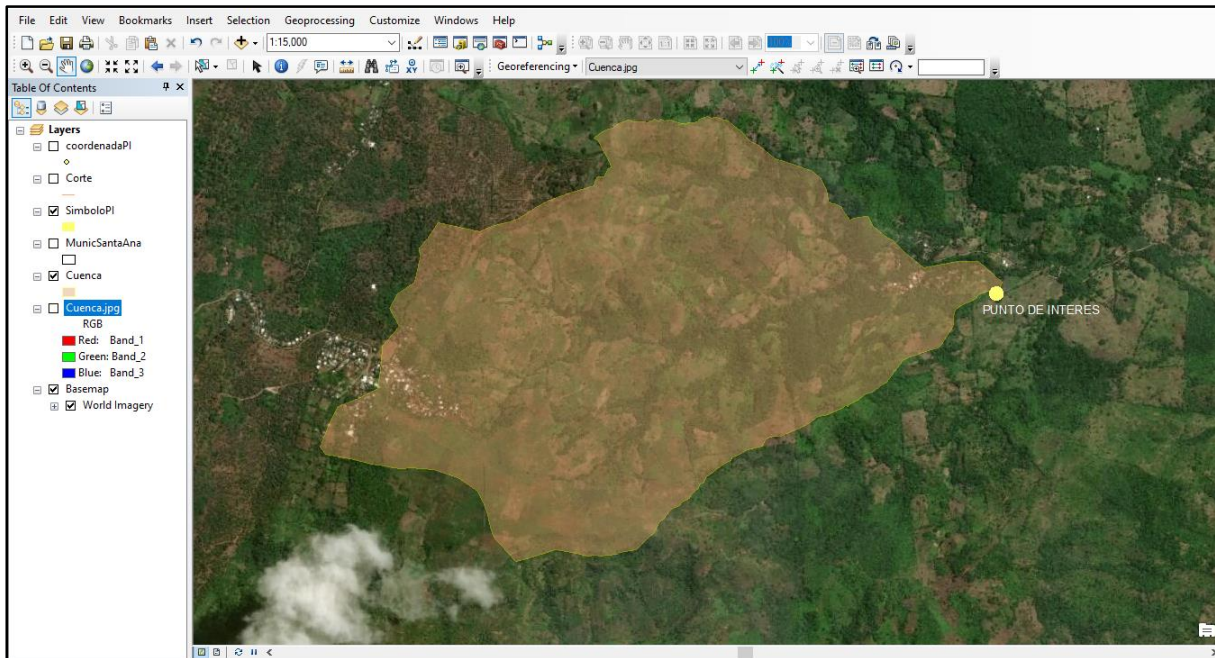 File Edit View Bookmarks Insert Selection Geoprocessing Customize Windows Help
1:15,000
Georeferencing Cuenca.jpg
Table Of Contents
Layers
coordenadaPI
Corte
SimboloPI
MunicSantaAna
Cuenca
Cuenca.jpg
RGB
Red: Band_1
Green: Band_2
Blue: Band_3
Basemap
World Imagery
PUNTO DE INTERES